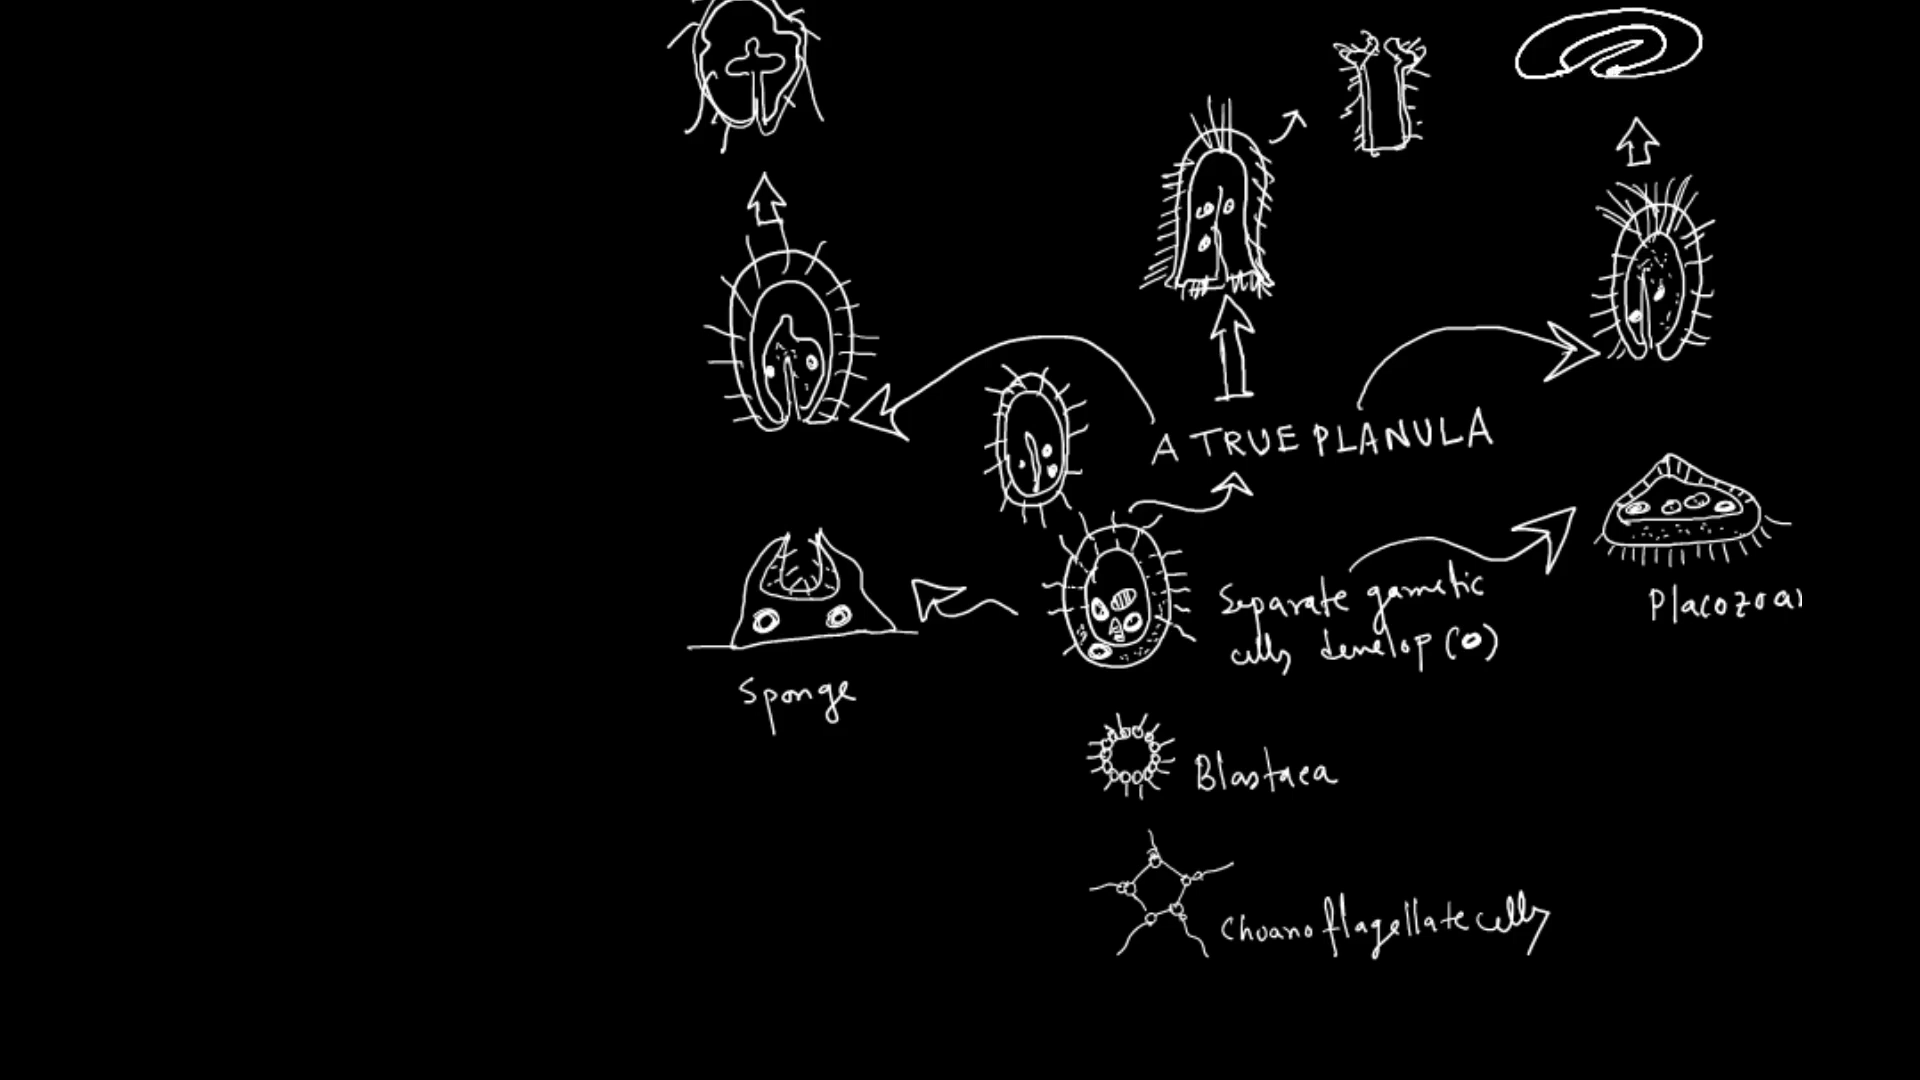 A TRUE PLANULA
Separate gametic
cells develop (o)
Placozoa
Sponge
Blastaea
Choanoflagellate cells